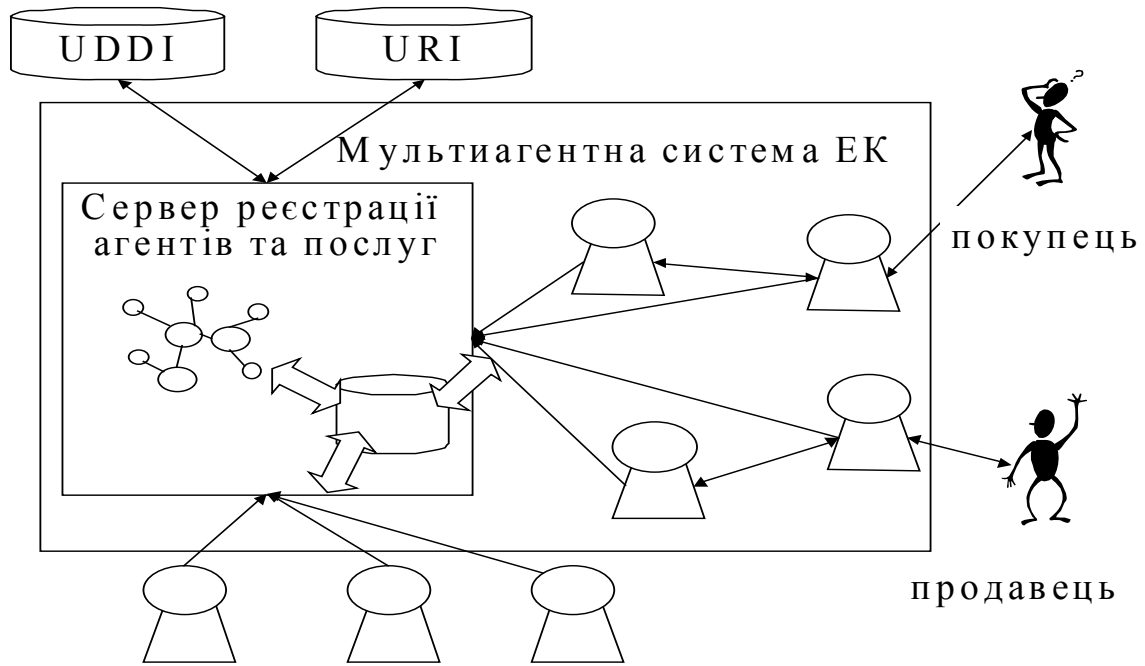 UDDI
URI
?
Мультиагентна система ЕК
Сервер реєстрації
агентів та послуг
покупець
продавець